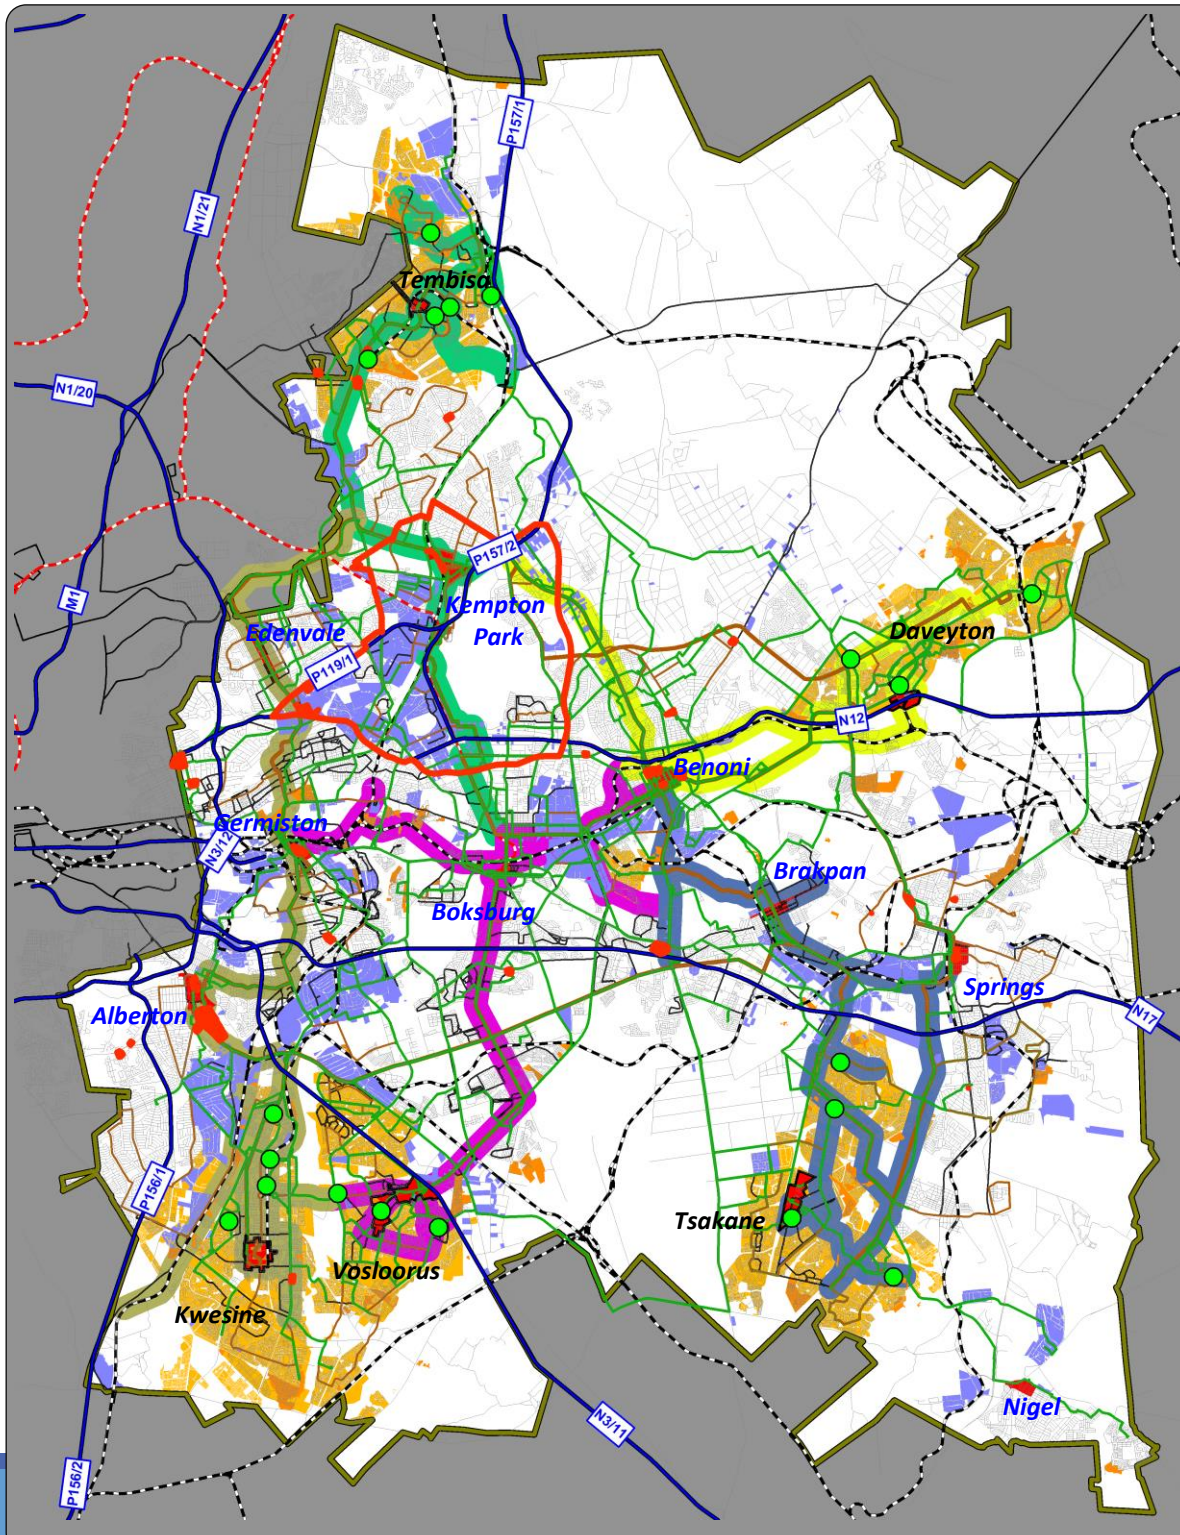 P157/1
N1/21
Tembisa
N1/20
P157/2
M1
Kempton
Park
Edenvale
Daveyton
P119/1
N12
Benoni
Germiston
N3/12
Brakpan
Boksburg
Springs
Alberton
N17
P156/1
Tsakane
Vosloorus
Kwesine
Nigel
N3/11
P156/2